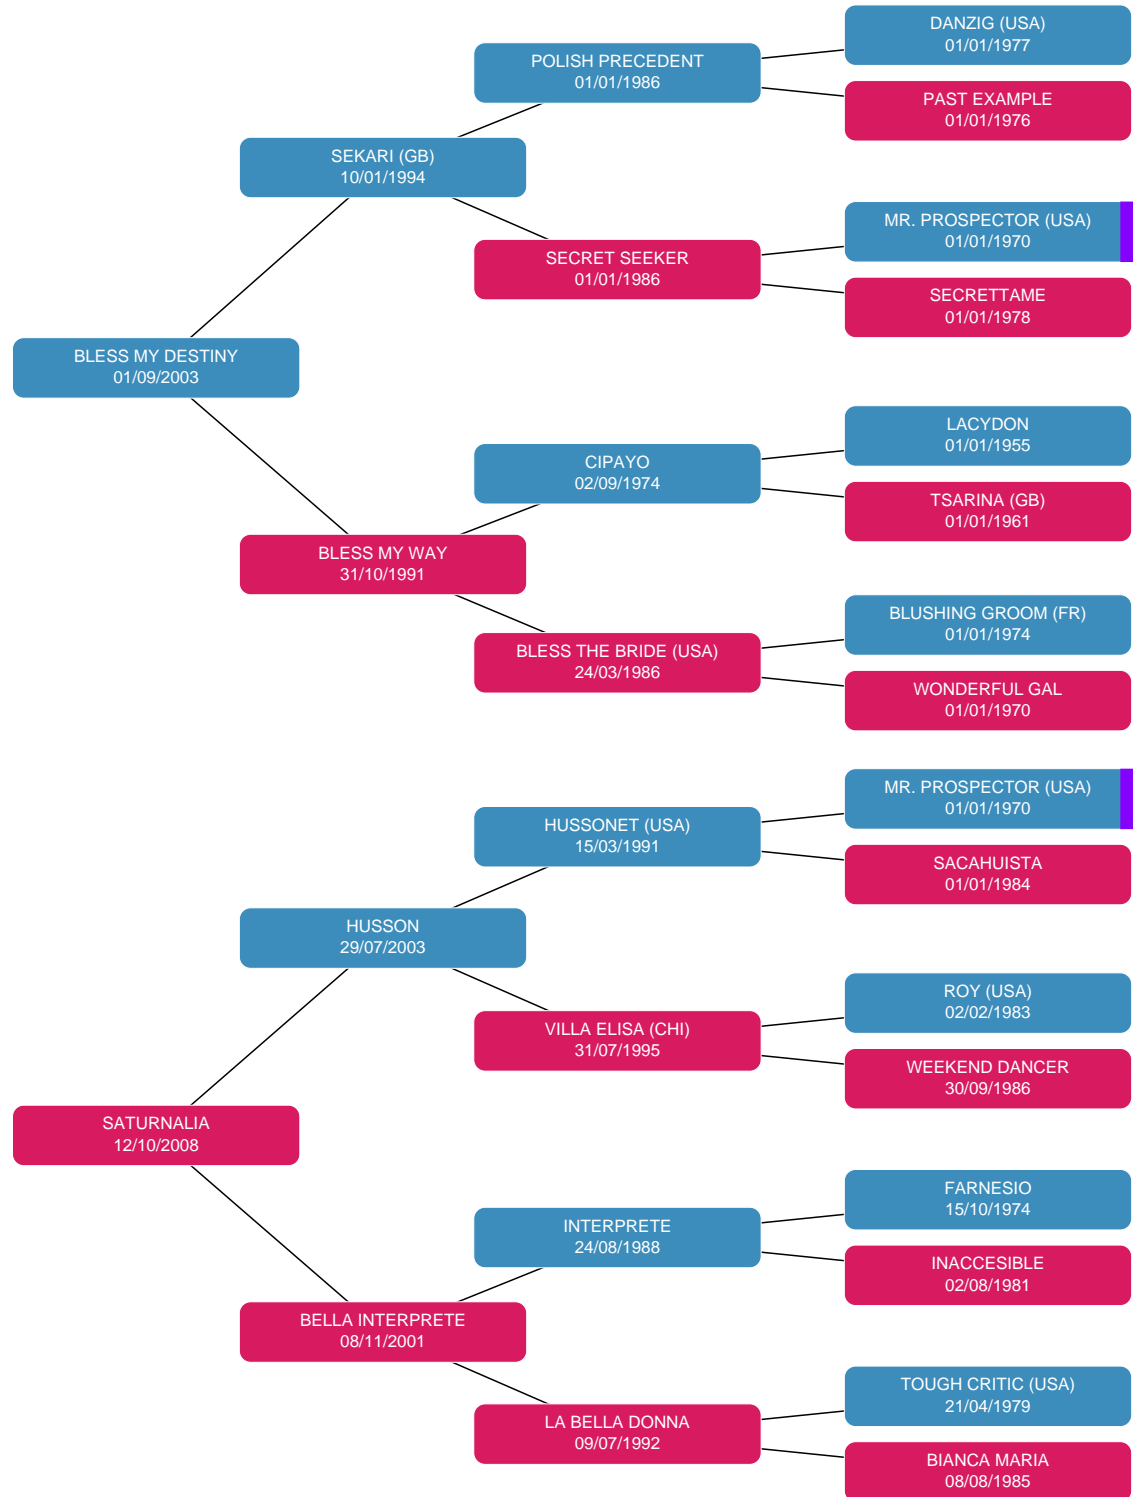 DANZIG (USA)
01/01/1977
POLISH PRECEDENT
01/01/1986
PAST EXAMPLE
01/01/1976
SEKARI (GB)
10/01/1994
MR. PROSPECTOR (USA)
01/01/1970
SECRET SEEKER
01/01/1986
SECRETTAME
01/01/1978
BLESS MY DESTINY
01/09/2003
LACYDON
01/01/1955
CIPAYO
02/09/1974
TSARINA (GB)
01/01/1961
BLESS MY WAY
31/10/1991
BLUSHING GROOM (FR)
01/01/1974
BLESS THE BRIDE (USA)
24/03/1986
WONDERFUL GAL
01/01/1970
MR. PROSPECTOR (USA)
01/01/1970
HUSSONET (USA)
15/03/1991
SACAHUISTA
01/01/1984
HUSSON
29/07/2003
ROY (USA)
02/02/1983
VILLA ELISA (CHI)
31/07/1995
WEEKEND DANCER
30/09/1986
SATURNALIA
12/10/2008
FARNESIO
15/10/1974
INTERPRETE
24/08/1988
INACCESIBLE
02/08/1981
BELLA INTERPRETE
08/11/2001
TOUGH CRITIC (USA)
21/04/1979
LA BELLA DONNA
09/07/1992
BIANCA MARIA
08/08/1985